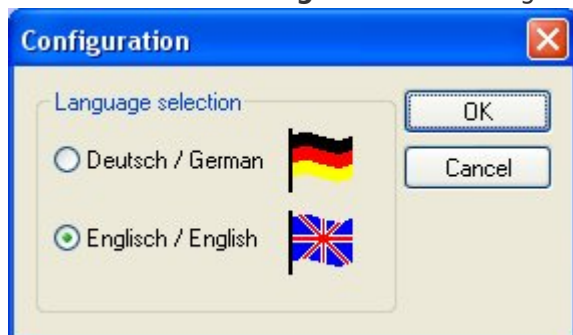 Configuration
Language selection
Deutsch / German
Englisch / English
OK
Cancel